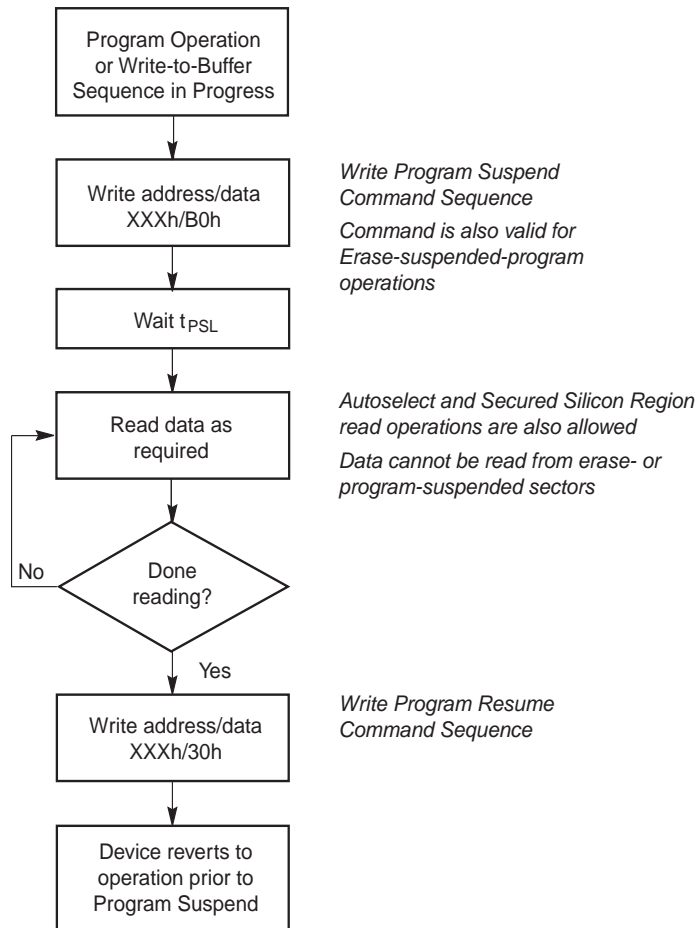 Program Operation
or Write-to-Buffer
Sequence in Progress
Write address/data
XXXh/B0h
Write Program Suspend
Command Sequence
Command is also valid for
Erase-suspended-program
operations
Wait tPSL
Read data as
required
Autoselect and Secured Silicon Region
read operations are also allowed
Data cannot be read from erase- or
program-suspended sectors
No
Done
reading?
Yes
Write address/data
XXXh/30h
Write Program Resume
Command Sequence
Device reverts to
operation prior to
Program Suspend